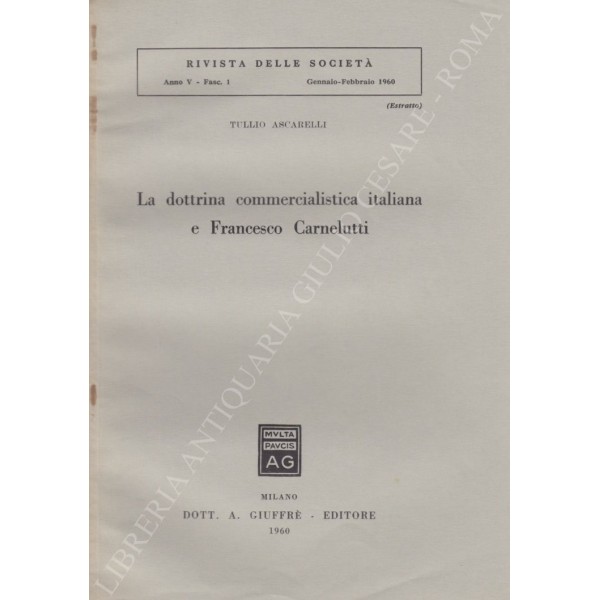 RIVISTA DELLE SOCIETÀ
Anno V - Fasc. 1 Gennaio-Febbraio 1960
(Estratto)
TULLIO ASCARELLI
La dottrina commercialistica italiana
e Francesco Carnelutti
MVLTA
PAVCIS
AG
MILANO
DOTT. A. GIUFFRÈ - EDITORE
1960
LIBRERIA ANTIQUARIA GIULIO CESARE - ROMA